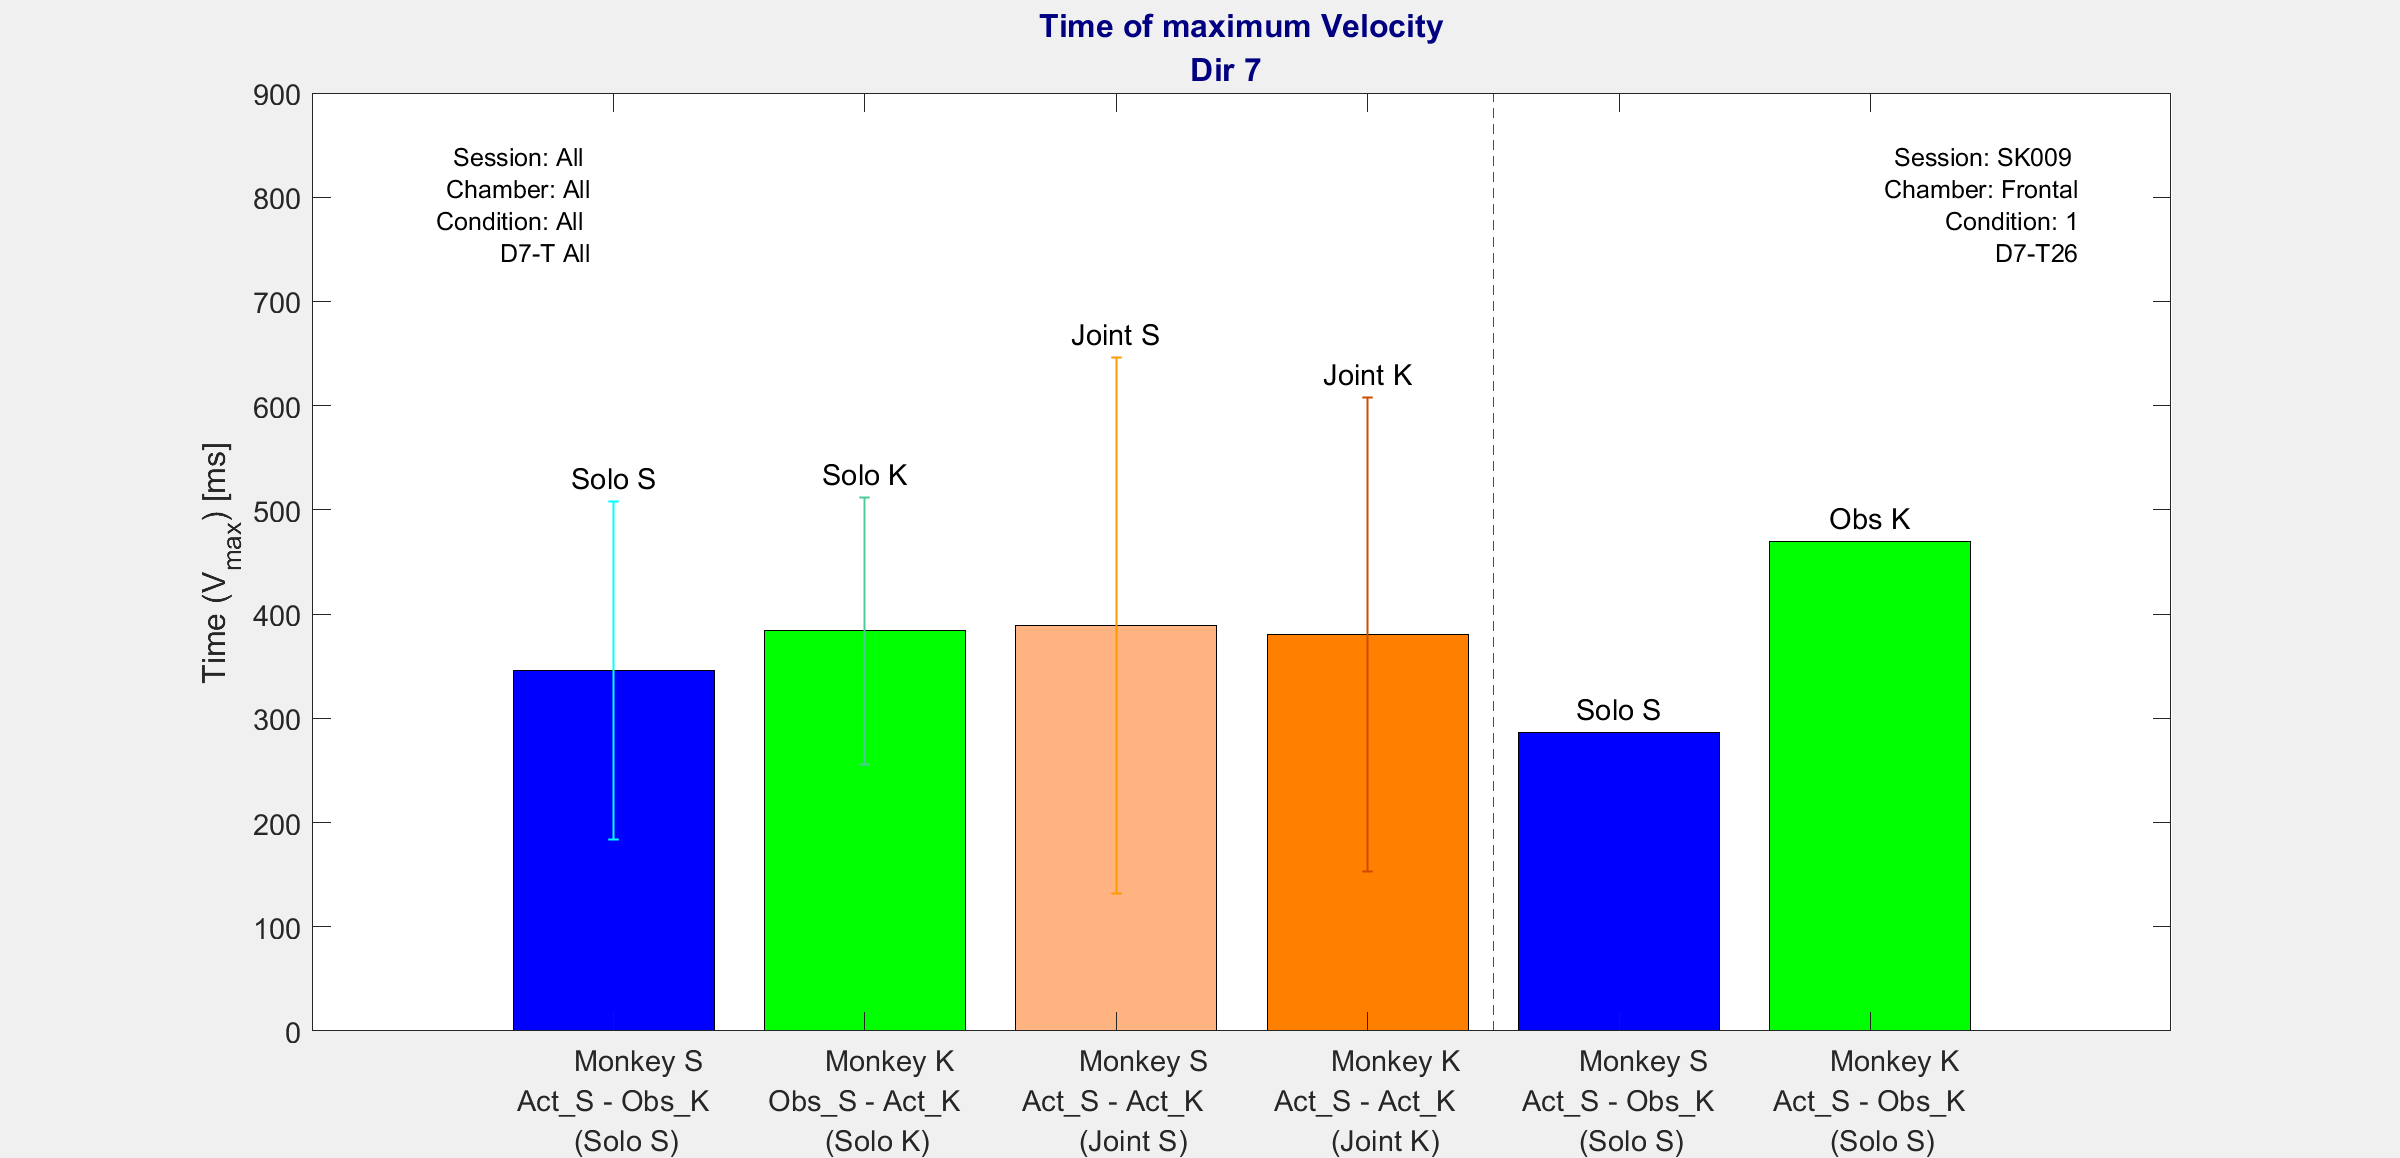 Time of maximum Velocity
Dir 7
900
800
700
600
500
400
300
200
100
0
Time (Vmax) [ms]
Session: All
Chamber: All
Condition: All
D7-T All
Session: SK009
Chamber: Frontal
Condition: 1
D7-T26
Solo S
Solo K
Joint S
Joint K
Solo S
Obs K
Monkey S
Act_S - Obs_K
(Solo S)
Monkey K
Obs_S - Act_K
(Solo K)
Monkey S
Act_S - Act_K
(Joint S)
Monkey K
Act_S - Act_K
(Joint K)
Monkey S
Act_S - Obs_K
(Solo S)
Monkey K
Act_S - Obs_K
(Solo S)